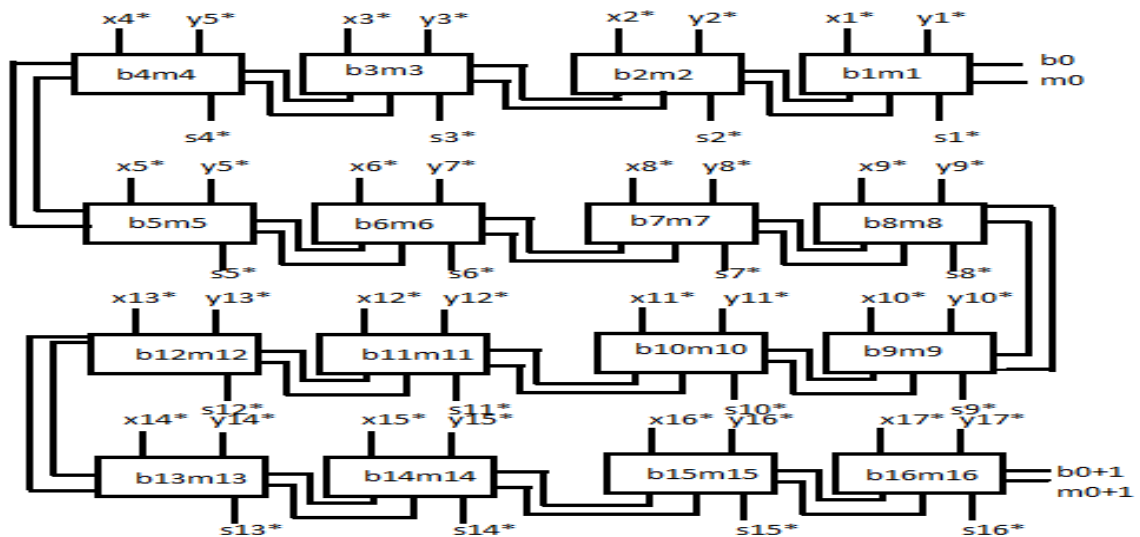 x4* y5* x3* y3* x2* y2* x1* y1*
b4m4 b3m3 b2m2 b1m1 b0
m0
s4* s3* s2* s1*
x5* y5* x6* y7* x8* y8* x9* y9*
b5m5 b6m6 b7m7 b8m8
s5* s6* s7* s8*
x13* y13* x12* y12* x11* y11* x10* y10*
b12m12 b11m11 b10m10 b9m9
s12* s11* s10* s9*
x14* y14* x15* y15* x16* y16* x17* y17*
b13m13 b14m14 b15m15 b16m16 b0+1
m0+1
s13* s14* s15* s16*